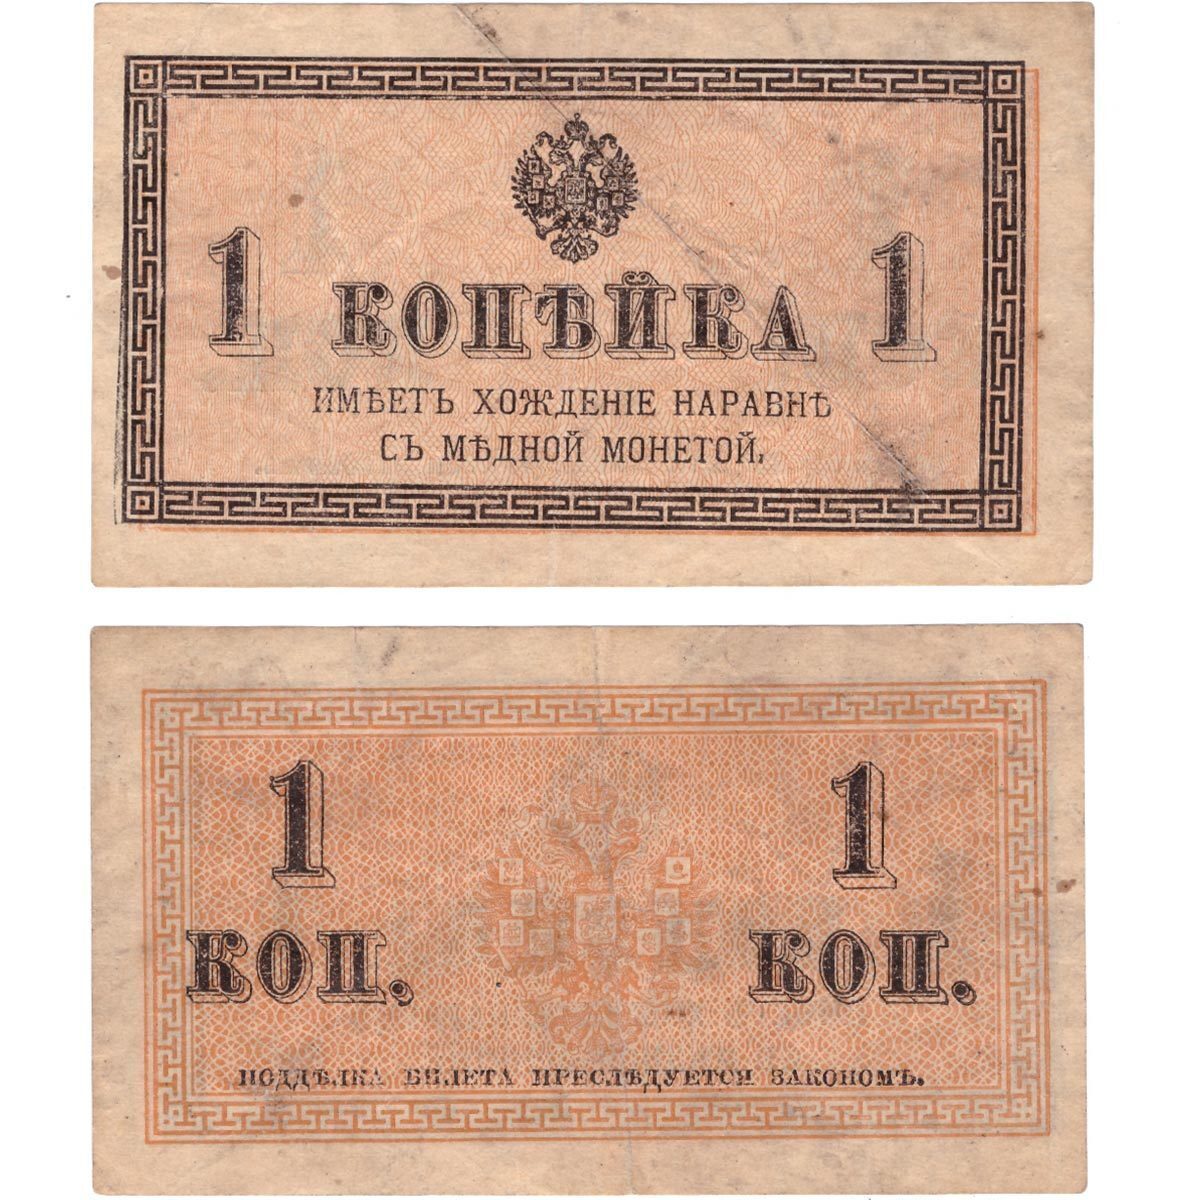 1 КОПѢЙКА 1
ИМѢЕТЪ ХОЖДЕНІЕ НАРАВНѢ
СЪ МѢДНОЙ МОНЕТОЙ.
1 1
КОП. КОП.
ПОДДѢЛКА БИЛЕТА ПРЕСЛѢДУЕТСЯ ЗАКОНОМЪ.